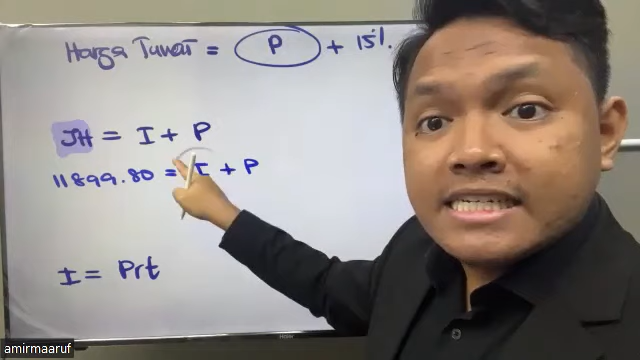 Harga Tunai = P + 15%.
JH = I + P
11899.80 = I + P
I = Prt
amirmaaruf